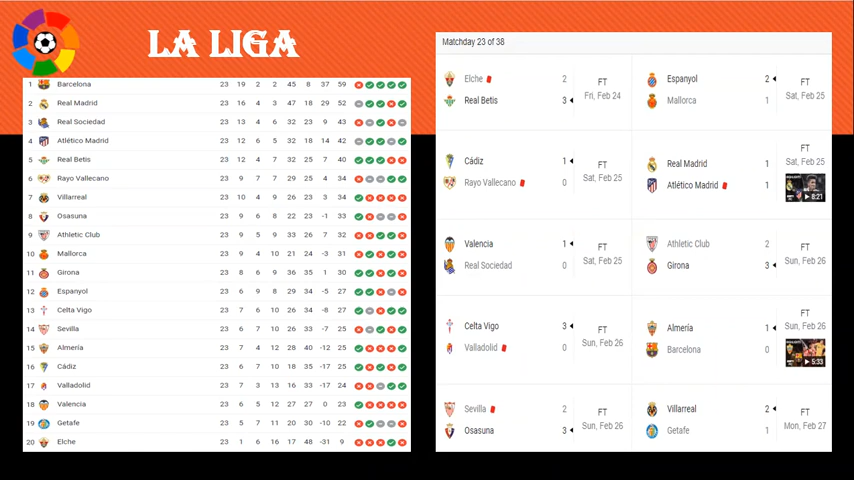 LA LIGA
1 Barcelona 23 19 2 2 45 8 37 59
2 Real Madrid 23 16 4 3 47 18 29 52
3 Real Sociedad 23 13 4 6 32 23 9 43
4 Atlético Madrid 23 12 6 5 32 18 14 42
5 Real Betis 23 12 4 7 32 25 7 40
6 Rayo Vallecano 23 9 7 7 29 25 4 34
7 Villarreal 23 10 4 9 26 23 3 34
8 Osasuna 23 9 6 8 22 23 -1 33
9 Athletic Club 23 9 5 9 33 26 7 32
10 Mallorca 23 9 4 10 21 24 -3 31
11 Girona 23 8 6 9 36 35 1 30
12 Espanyol 23 6 9 8 29 34 -5 27
13 Celta Vigo 23 7 6 10 26 34 -8 27
14 Sevilla 23 6 7 10 26 33 -7 25
15 Almería 23 7 4 12 28 40 -12 25
16 Cádiz 23 6 7 10 18 35 -17 25
17 Valladolid 23 7 3 13 16 33 -17 24
18 Valencia 23 6 5 12 27 27 0 23
19 Getafe 23 5 7 11 20 30 -10 22
20 Elche 23 1 6 16 17 48 -31 9
Matchday 23 of 38
Elche 2
Real Betis 3
FT
Fri, Feb 24
Espanyol 2
Mallorca 1
FT
Sat, Feb 25
Cádiz 1
Rayo Vallecano 0
FT
Sat, Feb 25
Real Madrid 1
Atlético Madrid 1
FT
Sat, Feb 25
8:21
Valencia 1
Real Sociedad 0
FT
Sat, Feb 25
Athletic Club 2
Girona 3
FT
Sun, Feb 26
Celta Vigo 3
Valladolid 0
FT
Sun, Feb 26
Almería 1
Barcelona 0
FT
Sun, Feb 26
5:33
Sevilla 2
Osasuna 3
FT
Sun, Feb 26
Villarreal 2
Getafe 1
FT
Mon, Feb 27